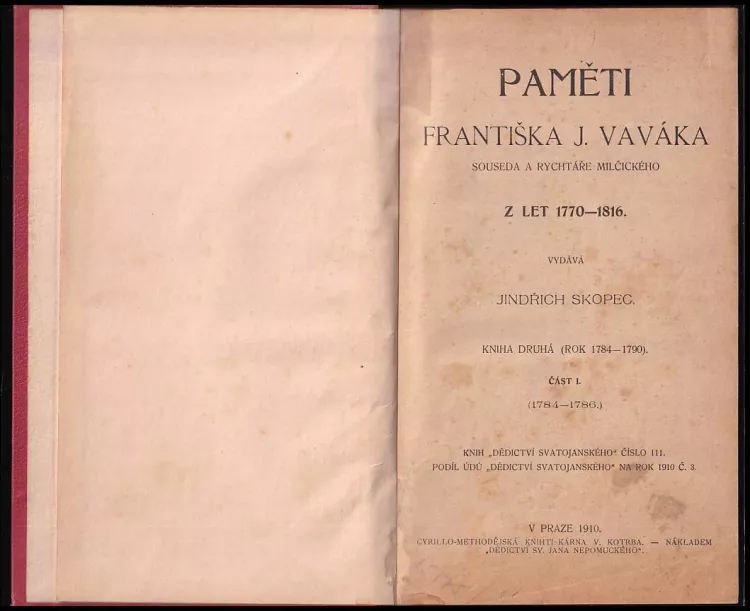 PAMĚTI
FRANTIŠKA J. VAVÁKA
SOUSEDA A RYCHTÁŘE MILČICKÉHO
Z LET 1770—1816.
VYDÁVÁ
JINDŘICH SKOPEC.
KNIHA DRUHÁ (ROK 1784—1790).
ČÁST I.
(1784—1786.)
KNIH „DĚDICTVÍ SVATOJANSKÉHO“ ČÍSLO 111.
PODÍL ÚDŮ „DĚDICTVÍ SVATOJANSKÉHO“ NA ROK 1910 Č. 3.
V PRAZE 1910.
CYRILLO-METHODĚJSKÁ KNIHTI KÁRNA V. KOTRBA. — NÁKLADEM
„DĚDICTVÍ SV. JANA NEPOMUCKÉHO“.